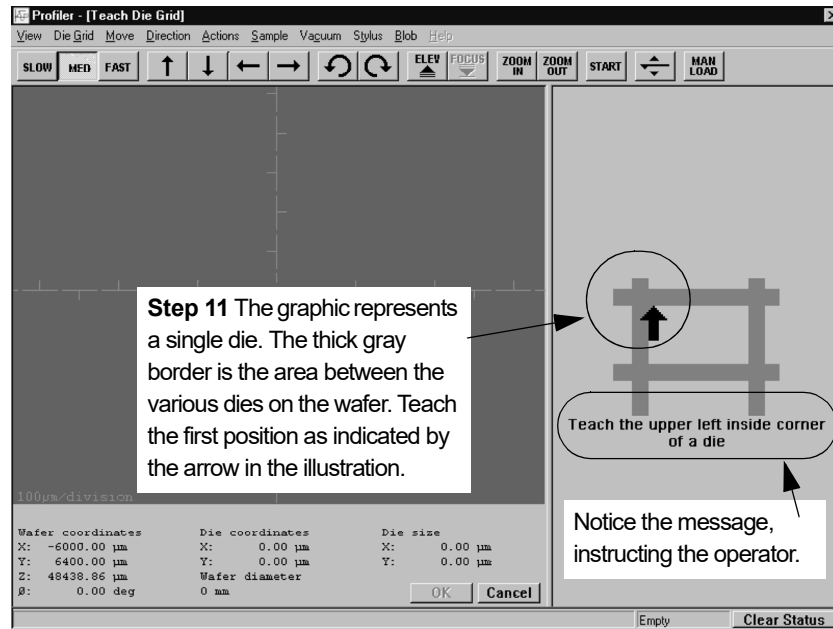 Profiler - [Teach Die Grid]
View Die Grid Move Direction Actions Sample Vacuum Stylus Blob Help
SLOW MED FAST ELEV FOCUS ZOOM IN ZOOM OUT START MAN LOAD
Step 11 The graphic represents
a single die. The thick gray
border is the area between the
various dies on the wafer. Teach
the first position as indicated by
the arrow in the illustration.
Teach the upper left inside corner
of a die
Notice the message,
instructing the operator.
100µm/division
Wafer coordinates Die coordinates Die size
X: -6000.00 µm X: 0.00 µm X: 0.00 µm
Y: 6400.00 µm Y: 0.00 µm Y: 0.00 µm
Z: 48438.86 µm Wafer diameter
Ø: 0.00 deg 0 mm OK Cancel
Empty Clear Status